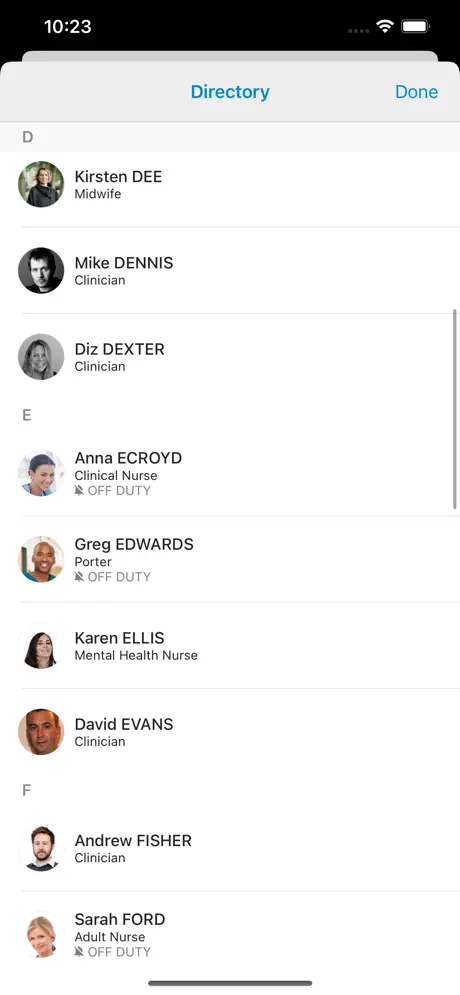 10:23
Directory
Done
D
Kirsten DEE
Midwife
Mike DENNIS
Clinician
Diz DEXTER
Clinician
E
Anna ECROYD
Clinical Nurse
OFF DUTY
Greg EDWARDS
Porter
OFF DUTY
Karen ELLIS
Mental Health Nurse
David EVANS
Clinician
F
Andrew FISHER
Clinician
Sarah FORD
Adult Nurse
OFF DUTY